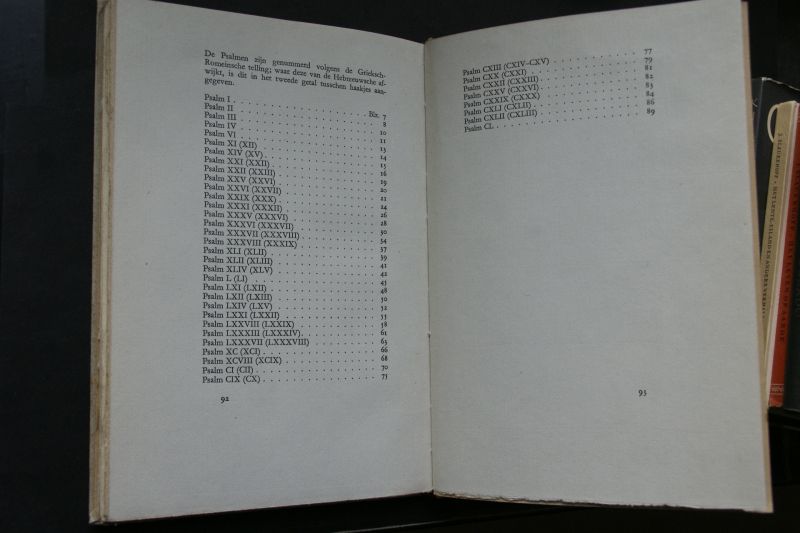 De Psalmen zijn genummerd volgens de Grieksch-
Romeinsche telling; waar deze van de Hebreeuwsche af-
wijkt, is dit in het tweede getal tusschen haakjes aan-
gegeven.
Psalm I . . . . . . . . . . . . Blz. 7
Psalm II . . . . . . . . . . . . 8
Psalm III . . . . . . . . . . . . 10
Psalm IV . . . . . . . . . . . . 11
Psalm VI . . . . . . . . . . . . 13
Psalm XI (XII) . . . . . . . . . . . . 14
Psalm XIV (XV) . . . . . . . . . . . . 15
Psalm XXI (XXII) . . . . . . . . . . . . 16
Psalm XXII (XXIII) . . . . . . . . . . . . 19
Psalm XXV (XXVI) . . . . . . . . . . . . 20
Psalm XXVI (XXVII) . . . . . . . . . . . . 21
Psalm XXIX (XXX) . . . . . . . . . . . . 24
Psalm XXXI (XXXII) . . . . . . . . . . . . 26
Psalm XXXV (XXXVI) . . . . . . . . . . . . 28
Psalm XXXVI (XXXVII) . . . . . . . . . . . . 30
Psalm XXXVII (XXXVIII) . . . . . . . . . . . . 34
Psalm XXXVIII (XXXIX) . . . . . . . . . . . . 37
Psalm XLI (XLII) . . . . . . . . . . . . 39
Psalm XLII (XLIII) . . . . . . . . . . . . 41
Psalm XLIV (XLV) . . . . . . . . . . . . 42
Psalm L (LI) . . . . . . . . . . . . 45
Psalm LXI (LXII) . . . . . . . . . . . . 48
Psalm LXII (LXIII) . . . . . . . . . . . . 50
Psalm LXIV (LXV) . . . . . . . . . . . . 52
Psalm LXXI (LXXII) . . . . . . . . . . . . 55
Psalm LXXVIII (LXXIX) . . . . . . . . . . . . 58
Psalm LXXXIII (LXXXIV) . . . . . . . . . . . . 61
Psalm LXXXVII (LXXXVIII) . . . . . . . . . . . . 63
Psalm XC (XCI) . . . . . . . . . . . . 66
Psalm XCVIII (XCIX) . . . . . . . . . . . . 68
Psalm CI (CII) . . . . . . . . . . . . 70
Psalm CIX (CX) . . . . . . . . . . . . 75
92
Psalm CXIII (CXIV-CXV) . . . . . . . . . . . . 77
Psalm CXX (CXXI) . . . . . . . . . . . . 79
Psalm CXXII (CXXIII) . . . . . . . . . . . . 81
Psalm CXXV (CXXVI) . . . . . . . . . . . . 82
Psalm CXXIX (CXXX) . . . . . . . . . . . . 83
Psalm CXLI (CXLII) . . . . . . . . . . . . 84
Psalm CXLII (CXLIII) . . . . . . . . . . . . 86
Psalm CL . . . . . . . . . . . . 89
93